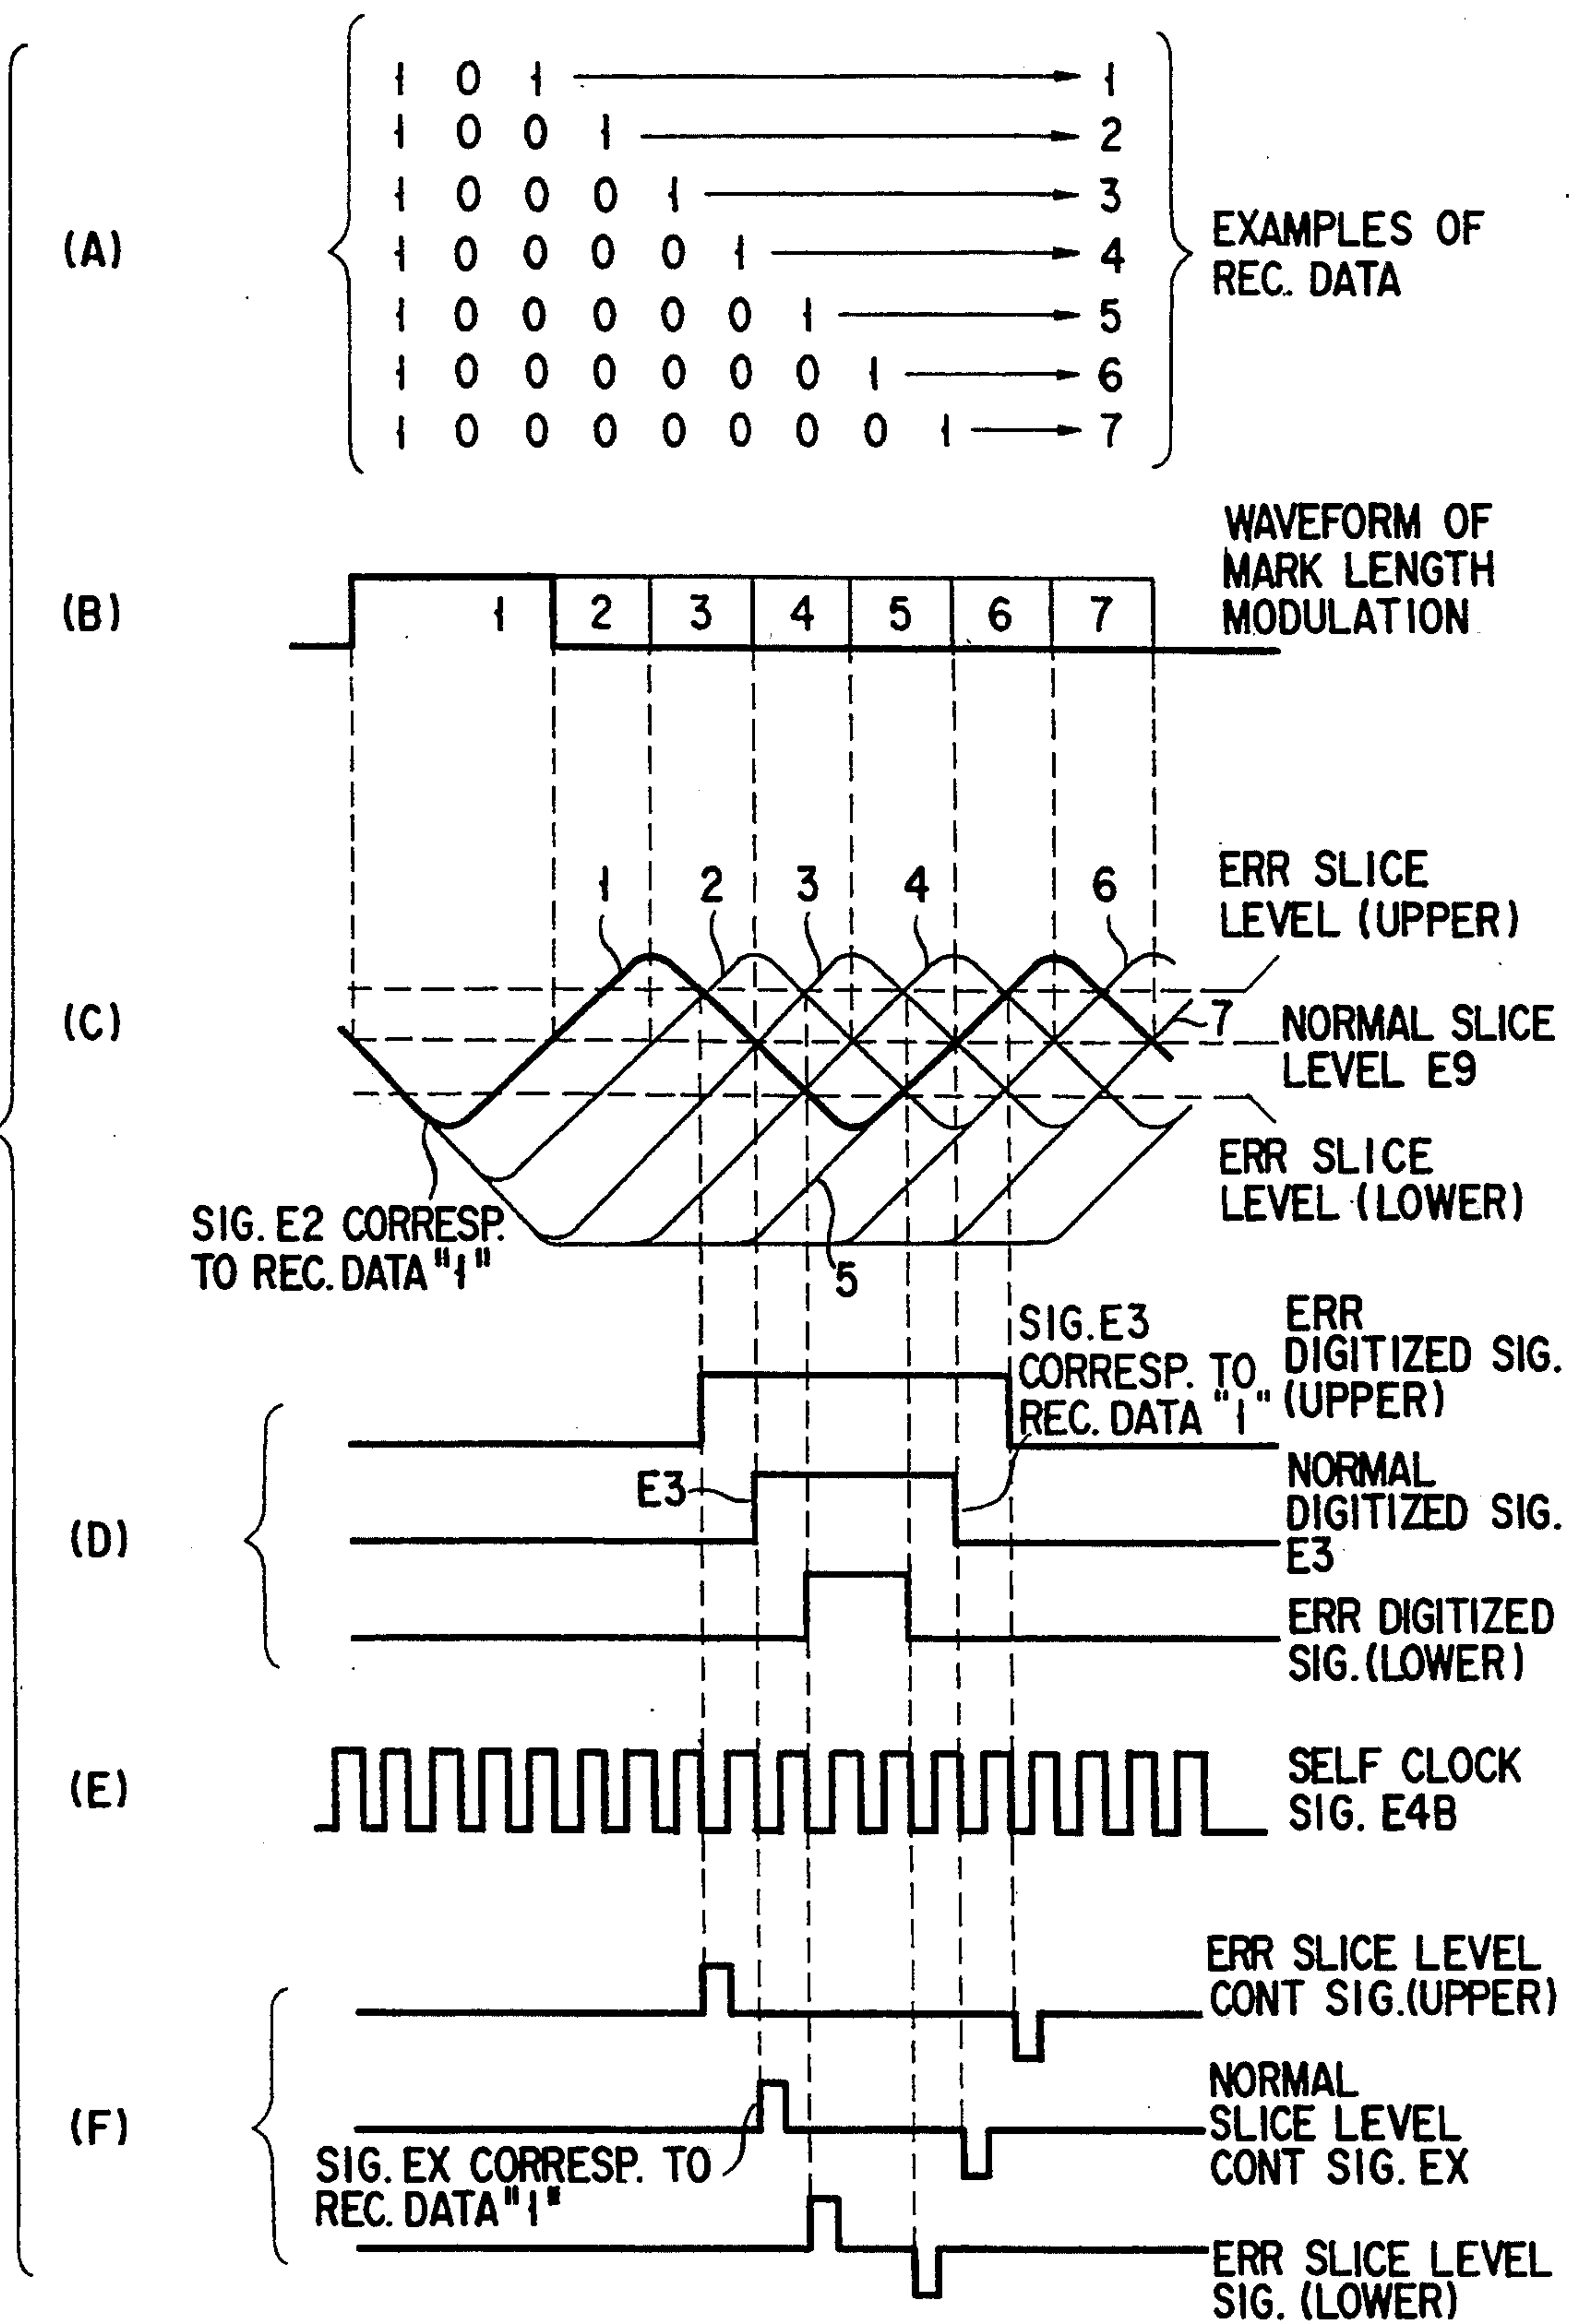 (A)
1 0 1 1
1 0 0 1 2
1 0 0 0 1 3
1 0 0 0 0 1 4
1 0 0 0 0 0 1 5
1 0 0 0 0 0 0 1 6
1 0 0 0 0 0 0 0 1 7
EXAMPLES OF
REC. DATA
(B)
1 2 3 4 5 6 7
WAVEFORM OF
MARK LENGTH
MODULATION
(C)
1 2 3 4 6
7
5
ERR SLICE
LEVEL (UPPER)
NORMAL SLICE
LEVEL E9
ERR SLICE
LEVEL (LOWER)
SIG. E2 CORRESP.
TO REC. DATA "1"
(D)
SIG. E3
CORRESP. TO
REC. DATA "1"
ERR
DIGITIZED SIG.
(UPPER)
E3
NORMAL
DIGITIZED SIG.
E3
ERR DIGITIZED
SIG. (LOWER)
(E)
SELF CLOCK
SIG. E4B
(F)
ERR SLICE LEVEL
CONT SIG. (UPPER)
NORMAL
SLICE LEVEL
CONT SIG. EX
SIG. EX CORRESP. TO
REC. DATA "1"
ERR SLICE LEVEL
SIG. (LOWER)